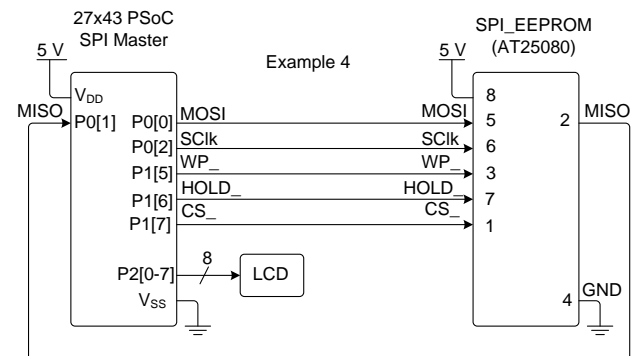 27x43 PSoC
SPI Master
SPI_EEPROM
(AT25080)
5 V
Example 4
5 V
VDD
8
MISO
P0[1]
P0[0]
MOSI
MOSI
5
2
MISO
P0[2]
SClk
SClk
6
P1[5]
WP_
WP_
3
P1[6]
HOLD_
HOLD_
7
P1[7]
CS_
CS_
1
P2[0-7]
8
LCD
VSS
4
GND